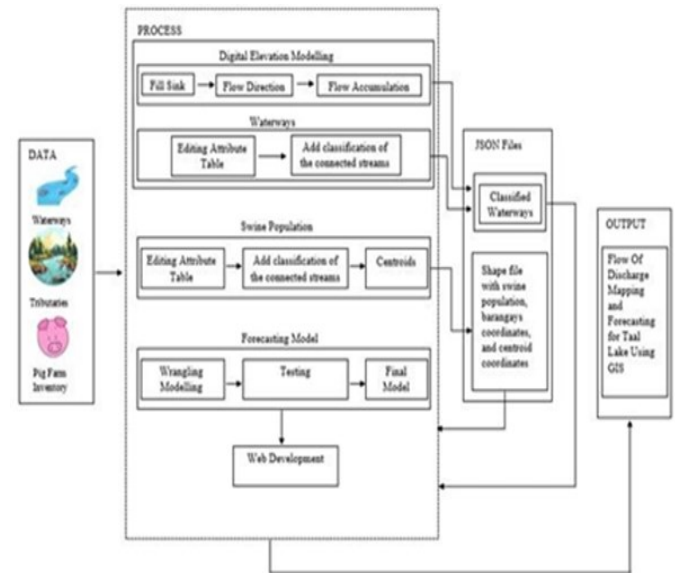 PROCESS
Digital Elevation Modelling
Fill Sink
Flow Direction
Flow Accumulation
Waterways
Editing Attribute
Table
Add classification of
the connected streams
DATA
Waterways
Tributaries
Pig Farm
Inventory
Swine Population
Editing Attribute
Table
Add classification of
the connected streams
Centroids
Forecasting Model
Wrangling
Modelling
Testing
Final
Model
Web Development
JSON Files
Classified
Waterways
Shape file
with swine
population,
barangays
coordinates,
and centroid
coordinates
OUTPUT
Flow Of
Discharge
Mapping
and
Forecasting
for Taal
Lake Using
GIS